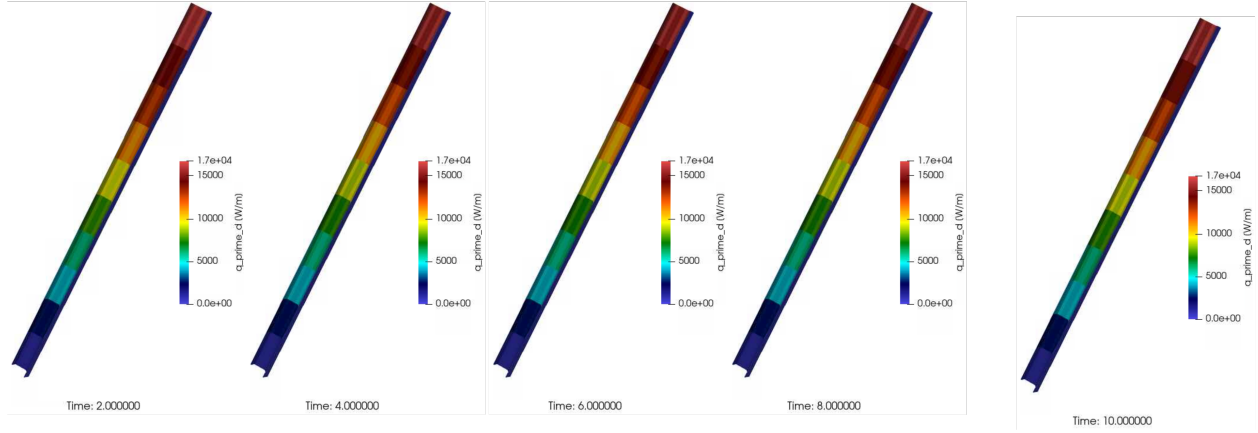 1.7e+04
15000
10000
5000
0.0e+00
q_prime_d (W/m)
Time: 2.000000
1.7e+04
15000
10000
5000
0.0e+00
q_prime_d (W/m)
Time: 4.000000
1.7e+04
15000
10000
5000
0.0e+00
q_prime_d (W/m)
Time: 6.000000
1.7e+04
15000
10000
5000
0.0e+00
q_prime_d (W/m)
Time: 8.000000
1.7e+04
15000
10000
5000
0.0e+00
q_prime_d (W/m)
Time: 10.000000